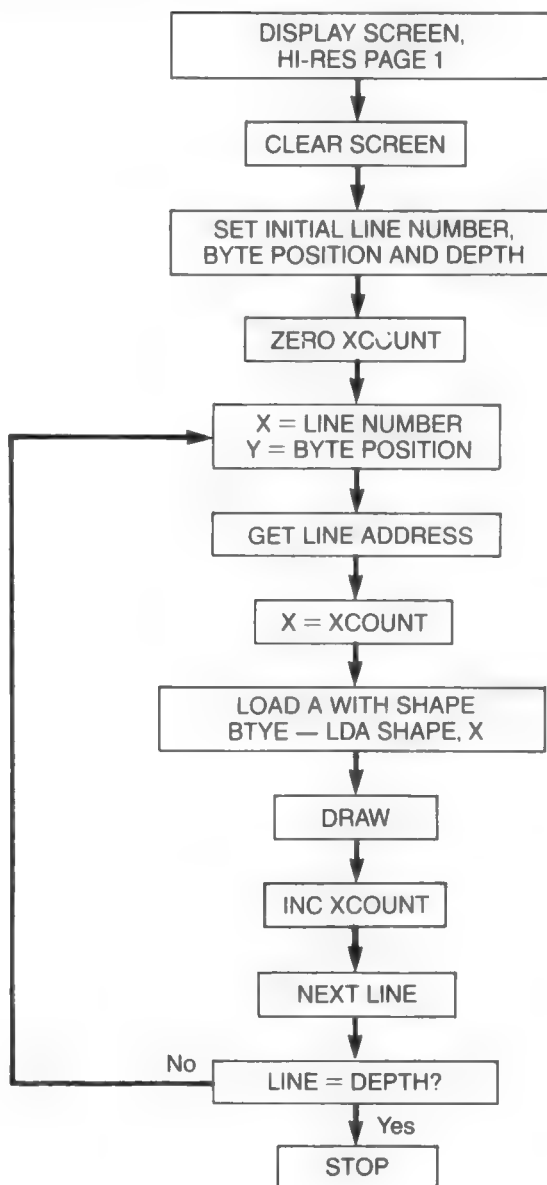 DISPLAY SCREEN,
HI-RES PAGE 1
CLEAR SCREEN
SET INITIAL LINE NUMBER,
BYTE POSITION AND DEPTH
ZERO XCOUNT
X = LINE NUMBER
Y = BYTE POSITION
GET LINE ADDRESS
X = XCOUNT
LOAD A WITH SHAPE
BTYE — LDA SHAPE, X
DRAW
INC XCOUNT
NEXT LINE
No
LINE = DEPTH?
Yes
STOP